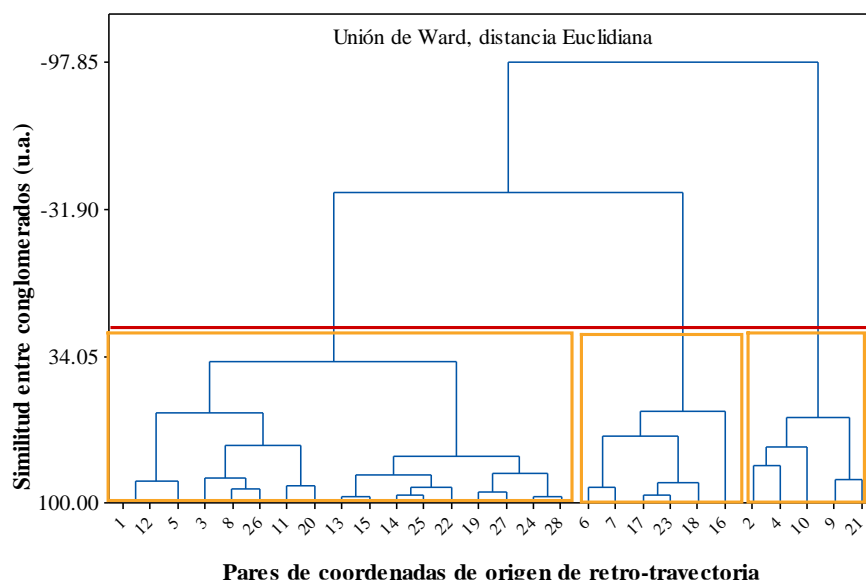 Unión de Ward, distancia Euclidiana
Similitud entre conglomerados (u.a.)
-97.85
-31.90
34.05
100.00
1 12 5 3 8 26 11 20 13 15 14 25 22 19 27 24 28 6 7 17 23 18 16 2 4 10 9 21
Pares de coordenadas de origen de retro-trayectoria